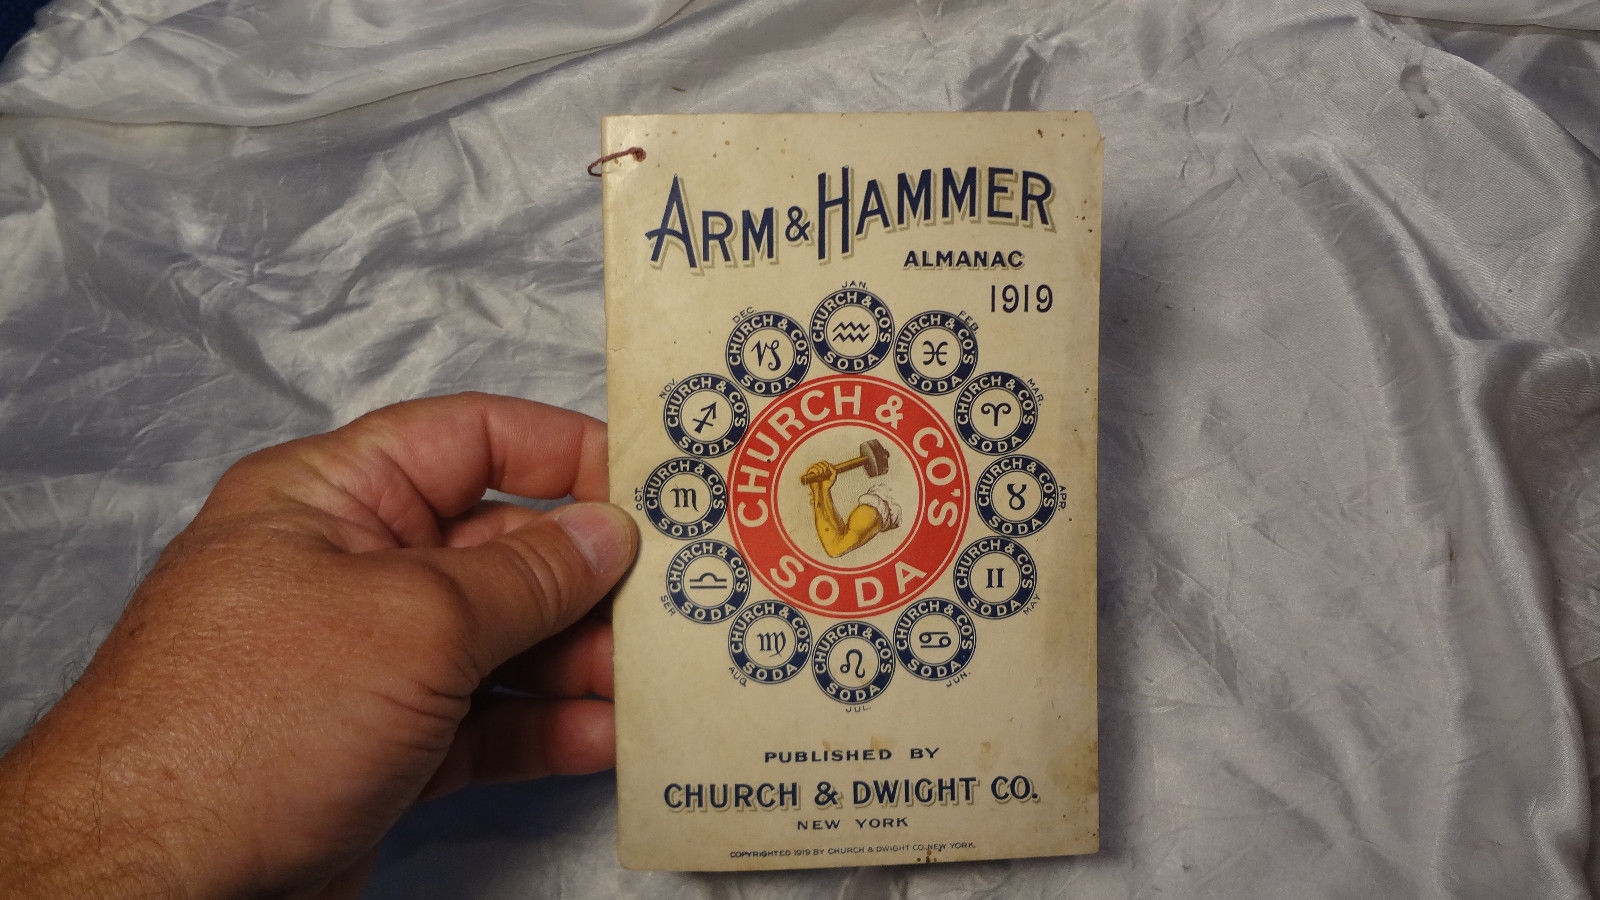 ARM & HAMMER
ALMANAC
1919
JAN.
CHURCH & CO'S
SODA
FEB.
CHURCH & CO'S
SODA
MAR.
CHURCH & CO'S
SODA
APR.
CHURCH & CO'S
SODA
MAY
CHURCH & CO'S
SODA
JUN.
CHURCH & CO'S
SODA
JUL.
CHURCH & CO'S
SODA
AUG.
CHURCH & CO'S
SODA
SEP.
CHURCH & CO'S
SODA
OCT.
CHURCH & CO'S
SODA
NOV.
CHURCH & CO'S
SODA
DEC.
CHURCH & CO'S
SODA
CHURCH & CO'S
SODA
PUBLISHED BY
CHURCH & DWIGHT CO.
NEW YORK
COPYRIGHTED 1919 BY CHURCH & DWIGHT CO. NEW YORK.